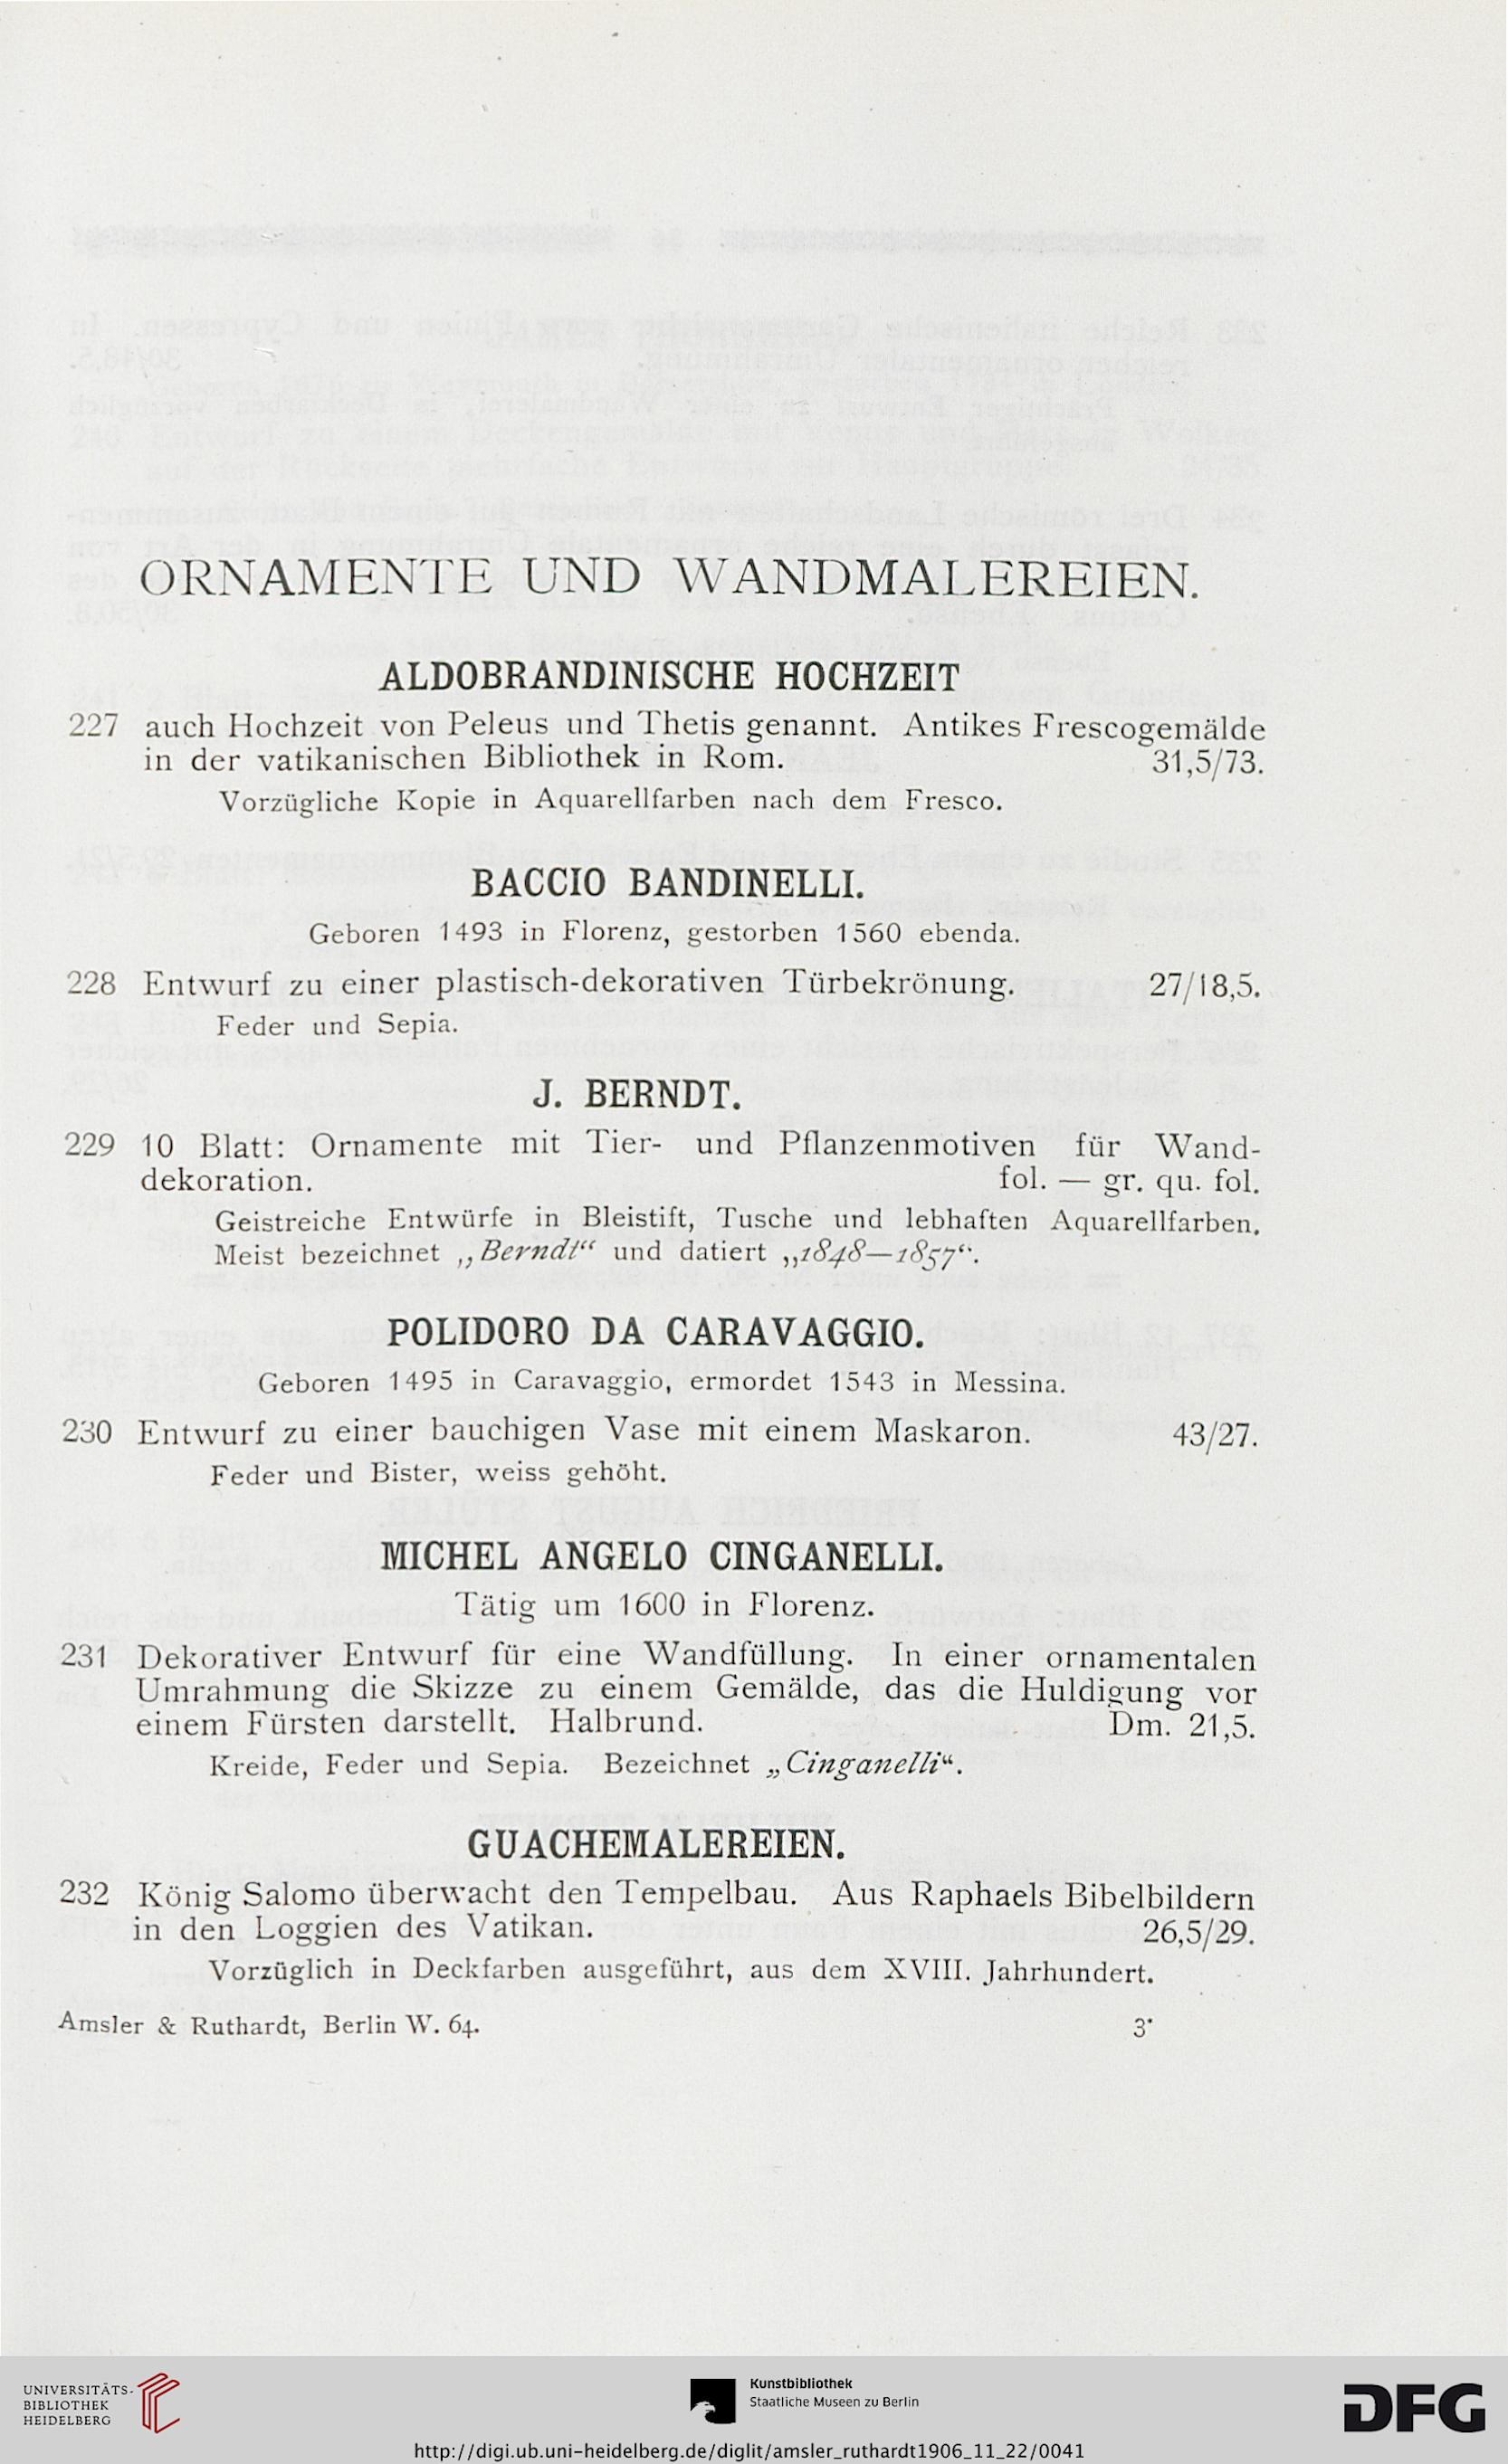 ORNAMENTE UND WANDMALEREIEN.
ALDOBRANDINISCHE HOCHZEIT
227 auch Hochzeit von Peleus und Thetis genannt. Antikes Frescogemälde
in der vatikanischen Bibliothek in Rom. 31,5/73.
Vorzügliche Kopie in Aquarellfarben nach dem Fresco.
BACCIO BANDINELLI.
Geboren 1493 in Florenz, gestorben 1560 ebenda.
228 Entwurf zu einer plastisch-dekorativen Türbekrönung. 27/18,5.
Feder und Sepia.
J. BERNDT.
229 10 Blatt: Ornamente mit Tier- und Pflanzenmotiven für Wand-
dekoration. fol. — gr. qu. fol.
Geistreiche Entwürfe in Bleistift, Tusche und lebhaften Aquarellfarben.
Meist bezeichnet „Berndt“ und datiert „1848—1857“.
POLIDORO DA CARAVAGGIO.
Geboren 1495 in Caravaggio, ermordet 1543 in Messina.
230 Entwurf zu einer bauchigen Vase mit einem Maskaron. 43/27.
Feder und Bister, weiss gehöht.
MICHEL ANGELO CINGANELLI.
Tätig um 1600 in Florenz.
231 Dekorativer Entwurf für eine Wandfüllung. In einer ornamentalen
Umrahmung die Skizze zu einem Gemälde, das die Huldigung vor
einem Fürsten darstellt. Halbrund. Dm. 21,5.
Kreide, Feder und Sepia. Bezeichnet „Cinganelli“.
GUACHEMALEREIEN.
232 König Salomo überwacht den Tempelbau. Aus Raphaels Bibelbildern
in den Loggien des Vatikan. 26,5/29.
Vorzüglich in Deckfarben ausgeführt, aus dem XVIII. Jahrhundert.
Amsler & Ruthardt, Berlin W. 64. 3*
UNIVERSITÄTS-
BIBLIOTHEK
HEIDELBERG
Kunstbibliothek
Staatliche Museen zu Berlin
DFG
http://digi.ub.uni-heidelberg.de/diglit/amsler_ruthardt1906_11_22/0041